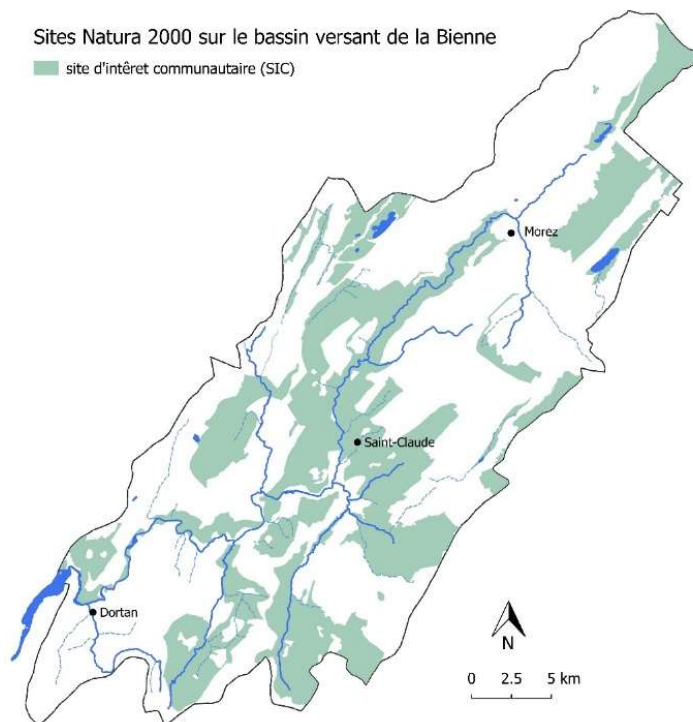 Sites Natura 2000 sur le bassin versant de la Bienne
site d'intêret communautaire (SIC)
Morez
Saint-Claude
Dortan
N
0 2.5 5 km